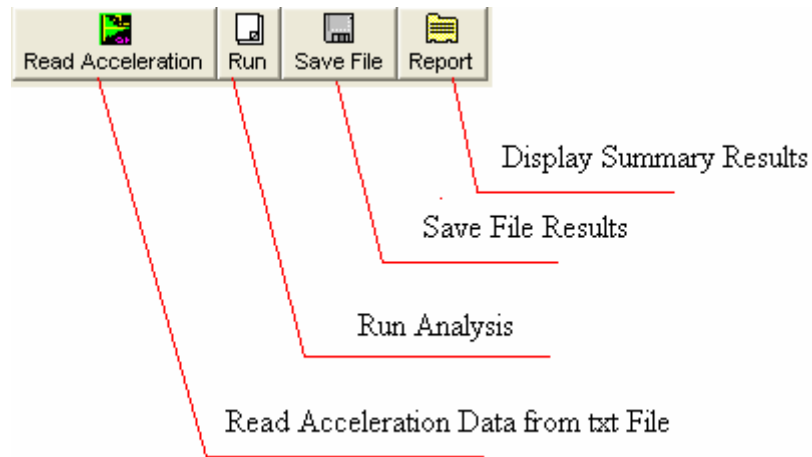 Read Acceleration Run Save File Report
Display Summary Results
Save File Results
Run Analysis
Read Acceleration Data from txt File